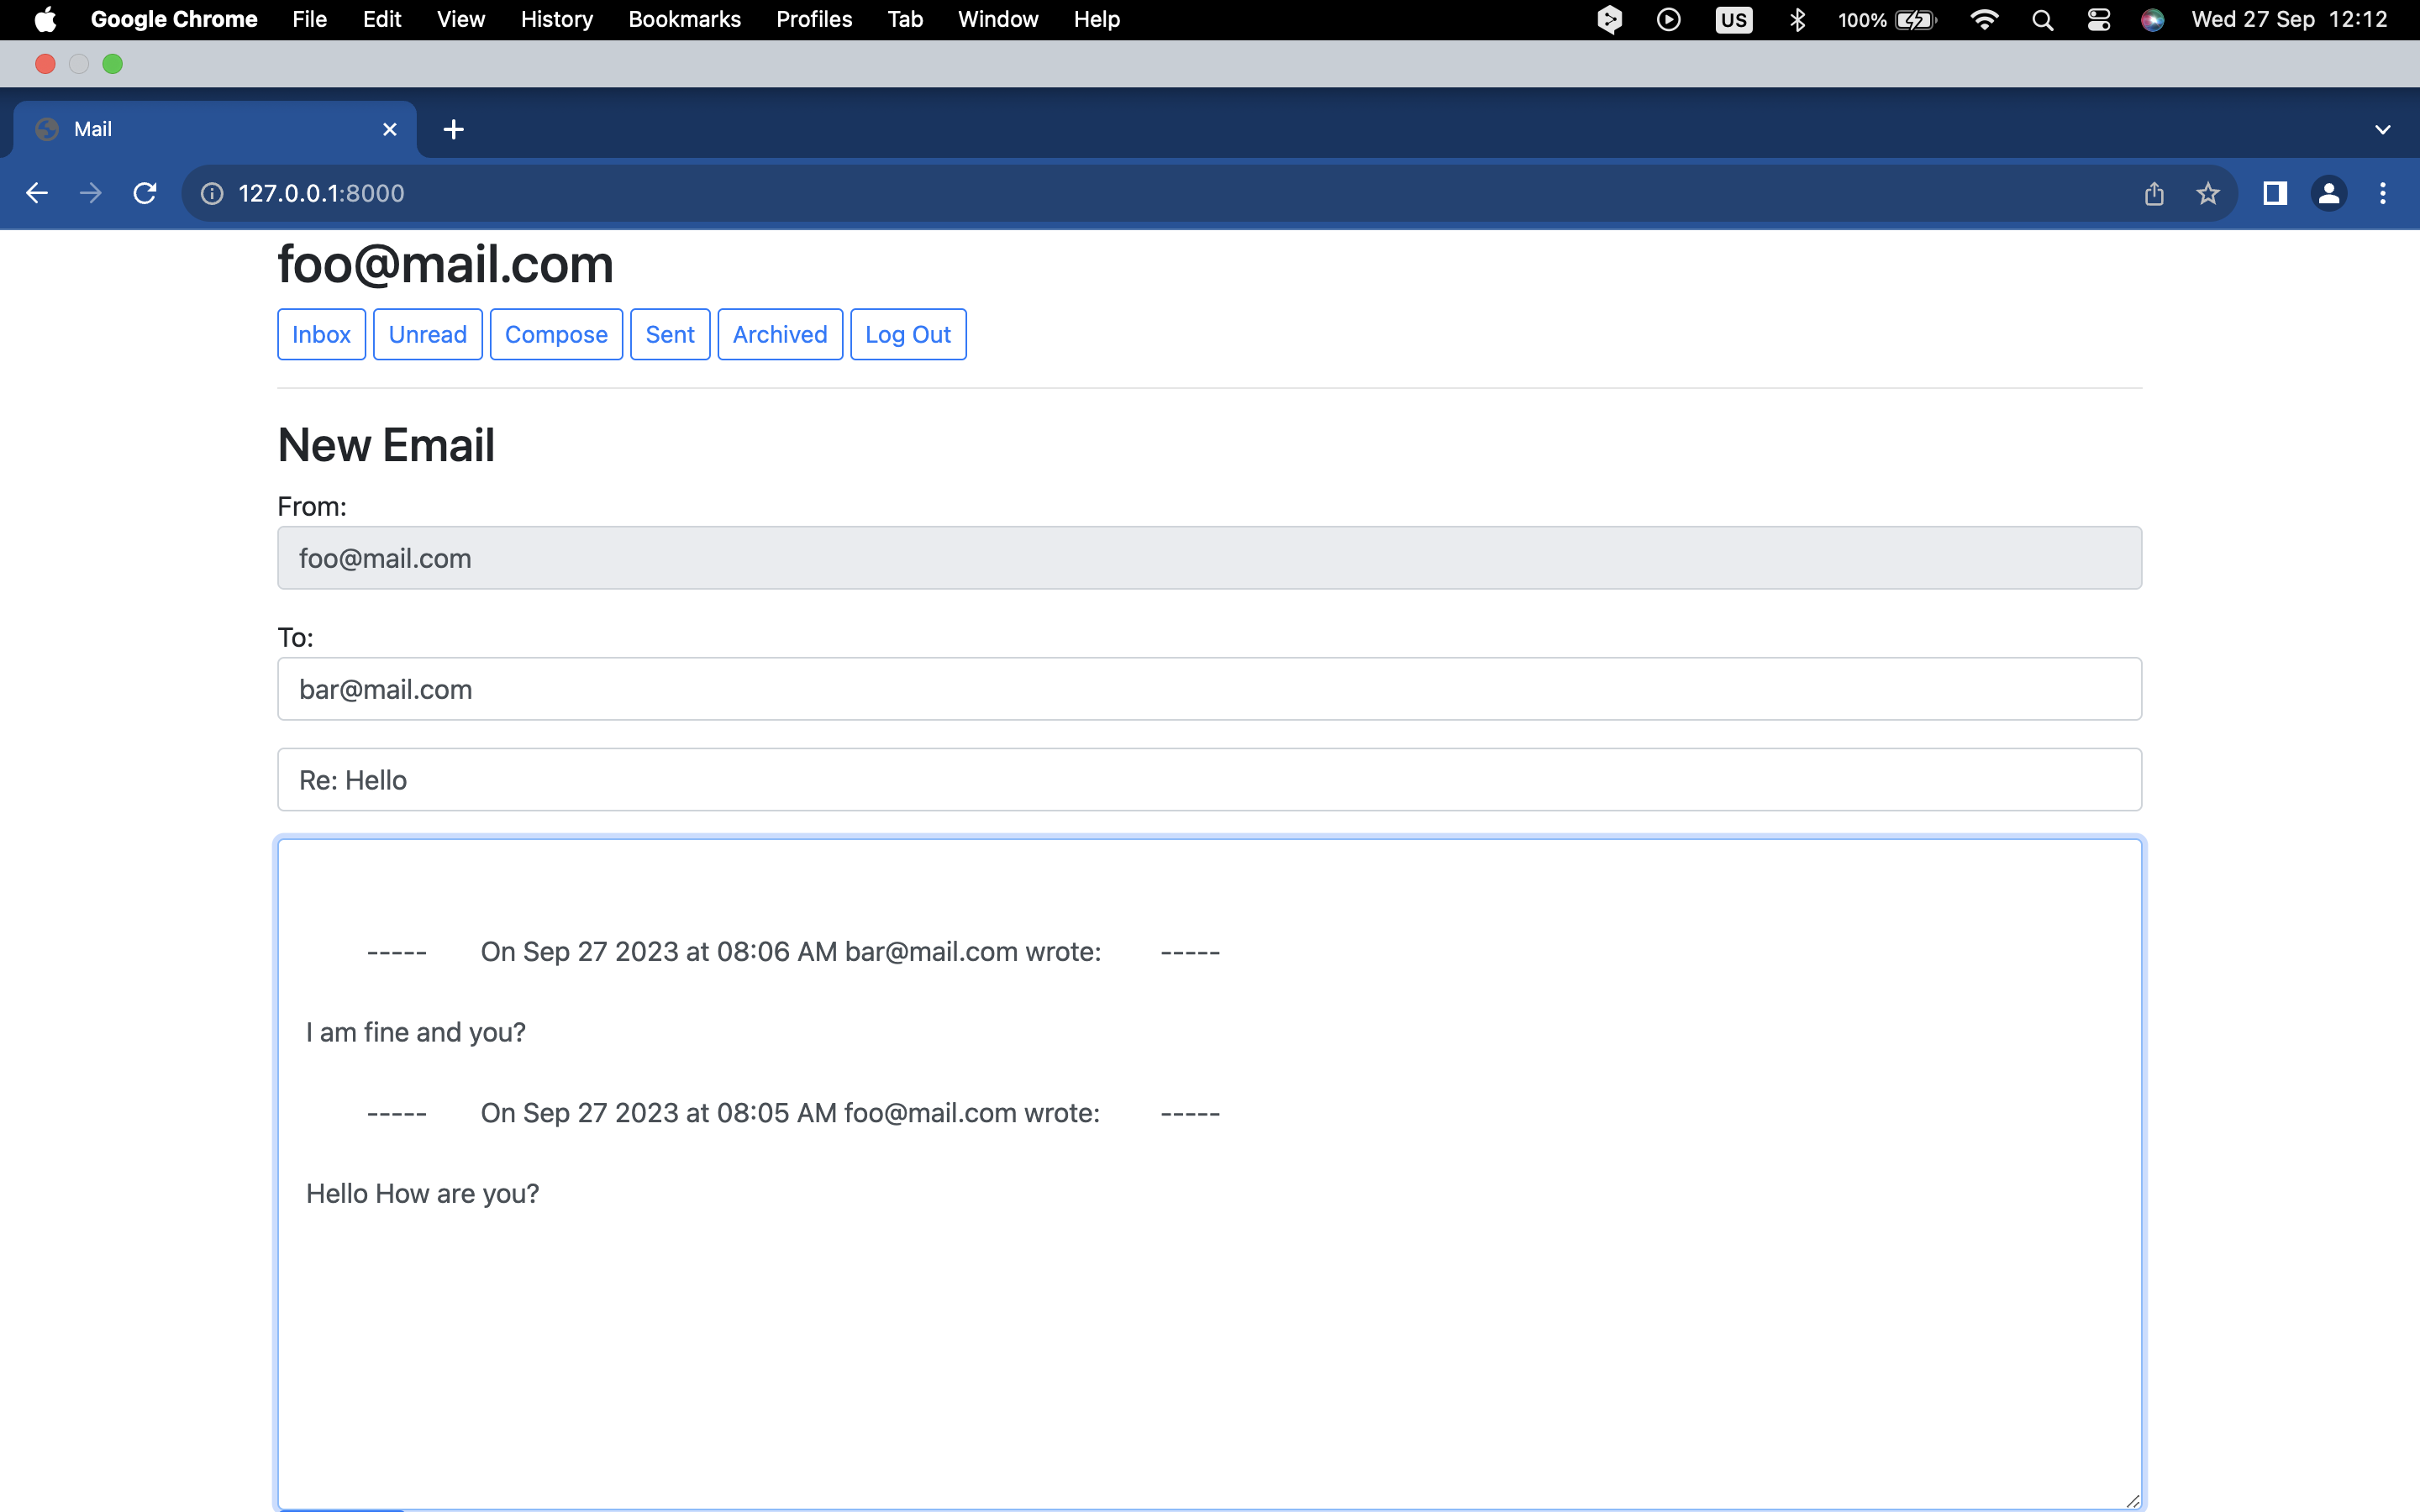 Google Chrome File Edit View History Bookmarks Profiles Tab Window Help US 100% Wed 27 Sep 12:12
Mail
127.0.0.1:8000
foo@mail.com
Inbox Unread Compose Sent Archived Log Out
New Email
From:
foo@mail.com
To:
bar@mail.com
Re: Hello
----- On Sep 27 2023 at 08:06 AM bar@mail.com wrote: -----
I am fine and you?
----- On Sep 27 2023 at 08:05 AM foo@mail.com wrote: -----
Hello How are you?